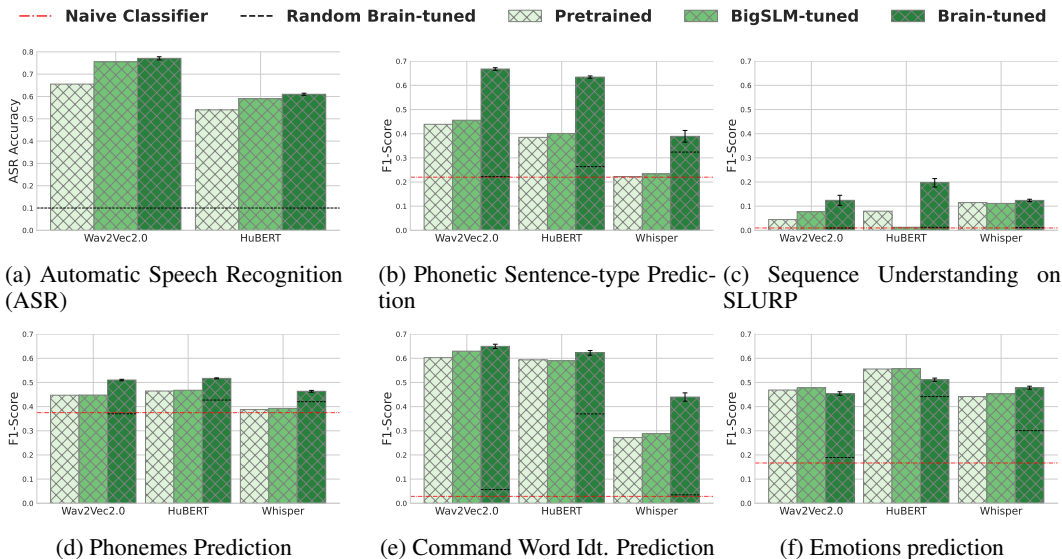 Naive Classifier Random Brain-tuned Pretrained BigSLM-tuned Brain-tuned
ASR Accuracy
0.8
0.7
0.6
0.5
0.4
0.3
0.2
0.1
0.0
Wav2Vec2.0 HuBERT
(a) Automatic Speech Recognition
(ASR)
F1-Score
0.7
0.6
0.5
0.4
0.3
0.2
0.1
0.0
Wav2Vec2.0 HuBERT Whisper
(b) Phonetic Sentence-type Predic-
tion
F1-Score
0.7
0.6
0.5
0.4
0.3
0.2
0.1
0.0
Wav2Vec2.0 HuBERT Whisper
(c) Sequence Understanding on
SLURP
F1-Score
0.7
0.6
0.5
0.4
0.3
0.2
0.1
0.0
Wav2Vec2.0 HuBERT Whisper
(d) Phonemes Prediction
F1-Score
0.7
0.6
0.5
0.4
0.3
0.2
0.1
0.0
Wav2Vec2.0 HuBERT Whisper
(e) Command Word Idt. Prediction
F1-Score
0.7
0.6
0.5
0.4
0.3
0.2
0.1
0.0
Wav2Vec2.0 HuBERT Whisper
(f) Emotions prediction